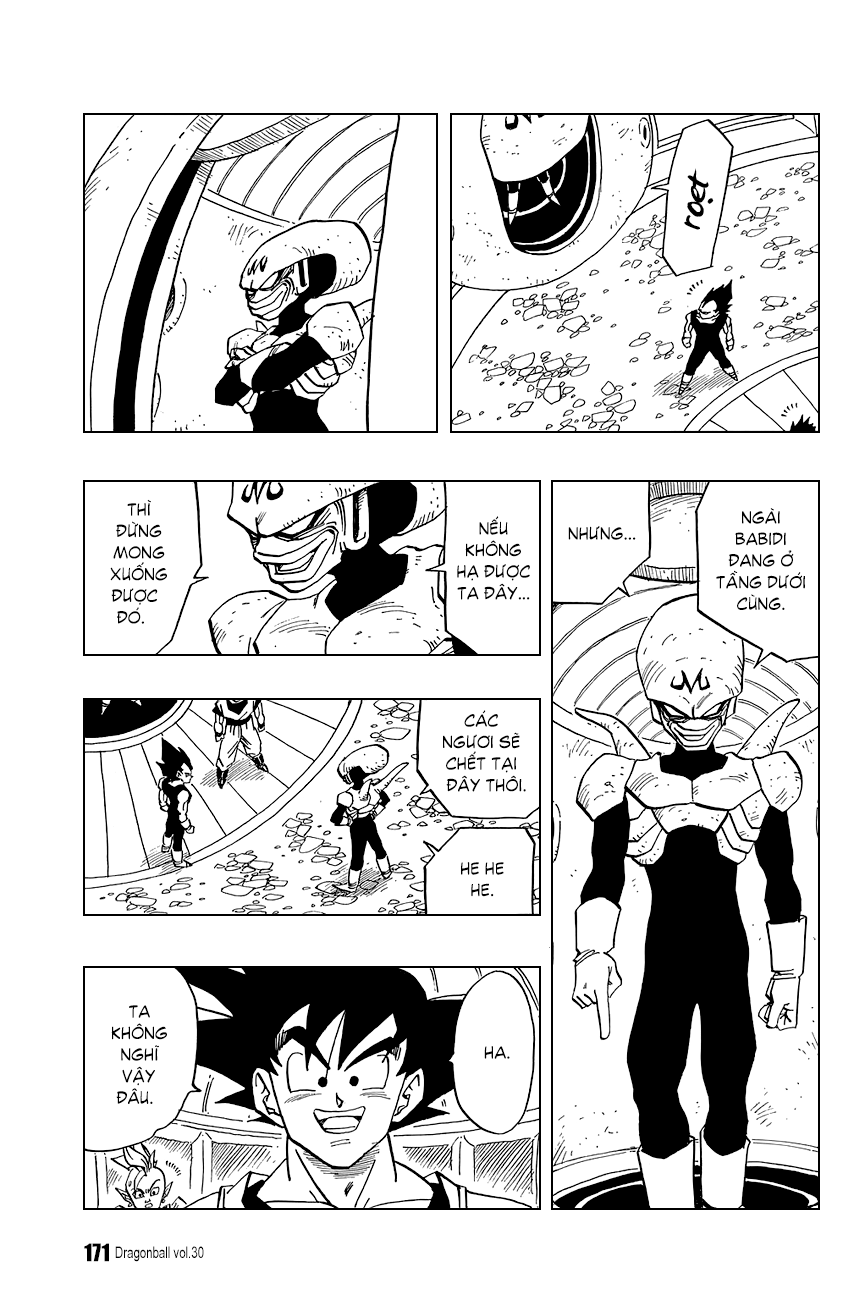 rọẹt
NGÀI
BABIDI
ĐANG Ở
TẦNG DƯỚI
CÙNG.
NHƯNG...
NẾU
KHÔNG
HẠ ĐƯỢC
TA ĐÂY...
THÌ
ĐỪNG
MONG
XUỐNG
ĐƯỢC
ĐÓ.
CÁC
NGƯƠI SẼ
CHẾT TẠI
ĐÂY THÔI.
HE HE
HE.
HA.
TA
KHÔNG
NGHĨ
VẬY
ĐÂU.
171 Dragonball vol.30